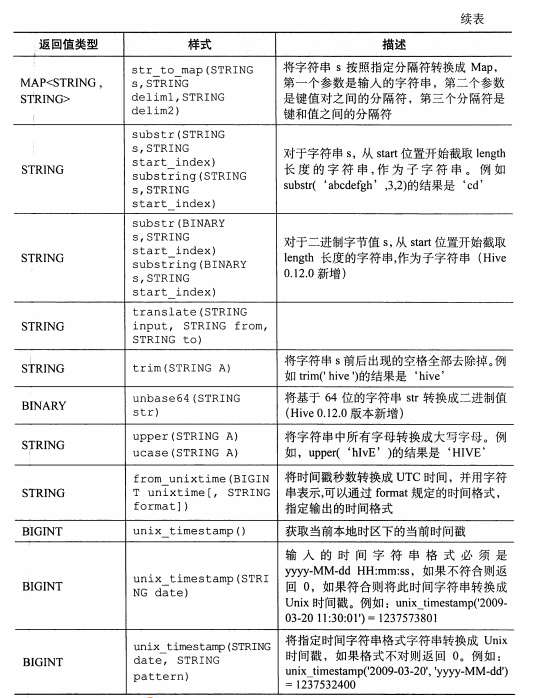 续表
返回值类型 样式 描述
MAP<STRING ,
STRING>
str_to_map(STRING
s,STRING
delim1,STRING
delim2)
将字符串 s 按照指定分隔符转换成 Map，
第一个参数是输入的字符串，第二个参数
是键值对之间的分隔符，第三个分隔符是
键和值之间的分隔符
STRING
substr(STRING
s,STRING
start_index)
substring(STRING
s,STRING
start_index)
对于字符串 s，从 start 位置开始截取 length
长度的字符串,作为子字符串。例如
substr(‘abcdefgh’,3,2)的结果是‘cd’
STRING
substr(BINARY
s,STRING
start_index)
substring(BINARY
s,STRING
start_index)
对于二进制字节值 s,从 start 位置开始截取
length 长度的字符串,作为子字符串（Hive
0.12.0 新增）
STRING
translate(STRING
input, STRING from,
STRING to)
STRING
trim(STRING A)
将字符串 s 前后出现的空格全部去除掉。例
如 trim(' hive ')的结果是‘hive’
BINARY
unbase64(STRING
str)
将基于 64 位的字符串 str 转换成二进制值
（Hive 0.12.0 版本新增）
STRING
upper(STRING A)
ucase(STRING A)
将字符串中所有字母转换成大写字母。例
如，upper(‘hIvE’)的结果是‘HIVE’
STRING
from_unixtime(BIGIN
T unixtime[, STRING
format])
将时间戳秒数转换成 UTC 时间，并用字符
串表示,可以通过 format 规定的时间格式，
指定输出的时间格式
BIGINT
unix_timestamp()
获取当前本地时区下的当前时间戳
BIGINT
unix_timestamp(STRI
NG date)
输入的时间字符串格式必须是
yyyy-MM-dd HH:mm:ss，如果不符合则返
回 0，如果符合则将此时间字符串转换成
Unix 时间戳。例如：unix_timestamp('2009-
03-20 11:30:01') = 1237573801
BIGINT
unix_timestamp(STRING
date, STRING
pattern)
将指定时间字符串格式字符串转换成 Unix
时间戳，如果格式不对则返回 0。例如：
unix_timestamp('2009-03-20', 'yyyy-MM-dd')
= 1237532400